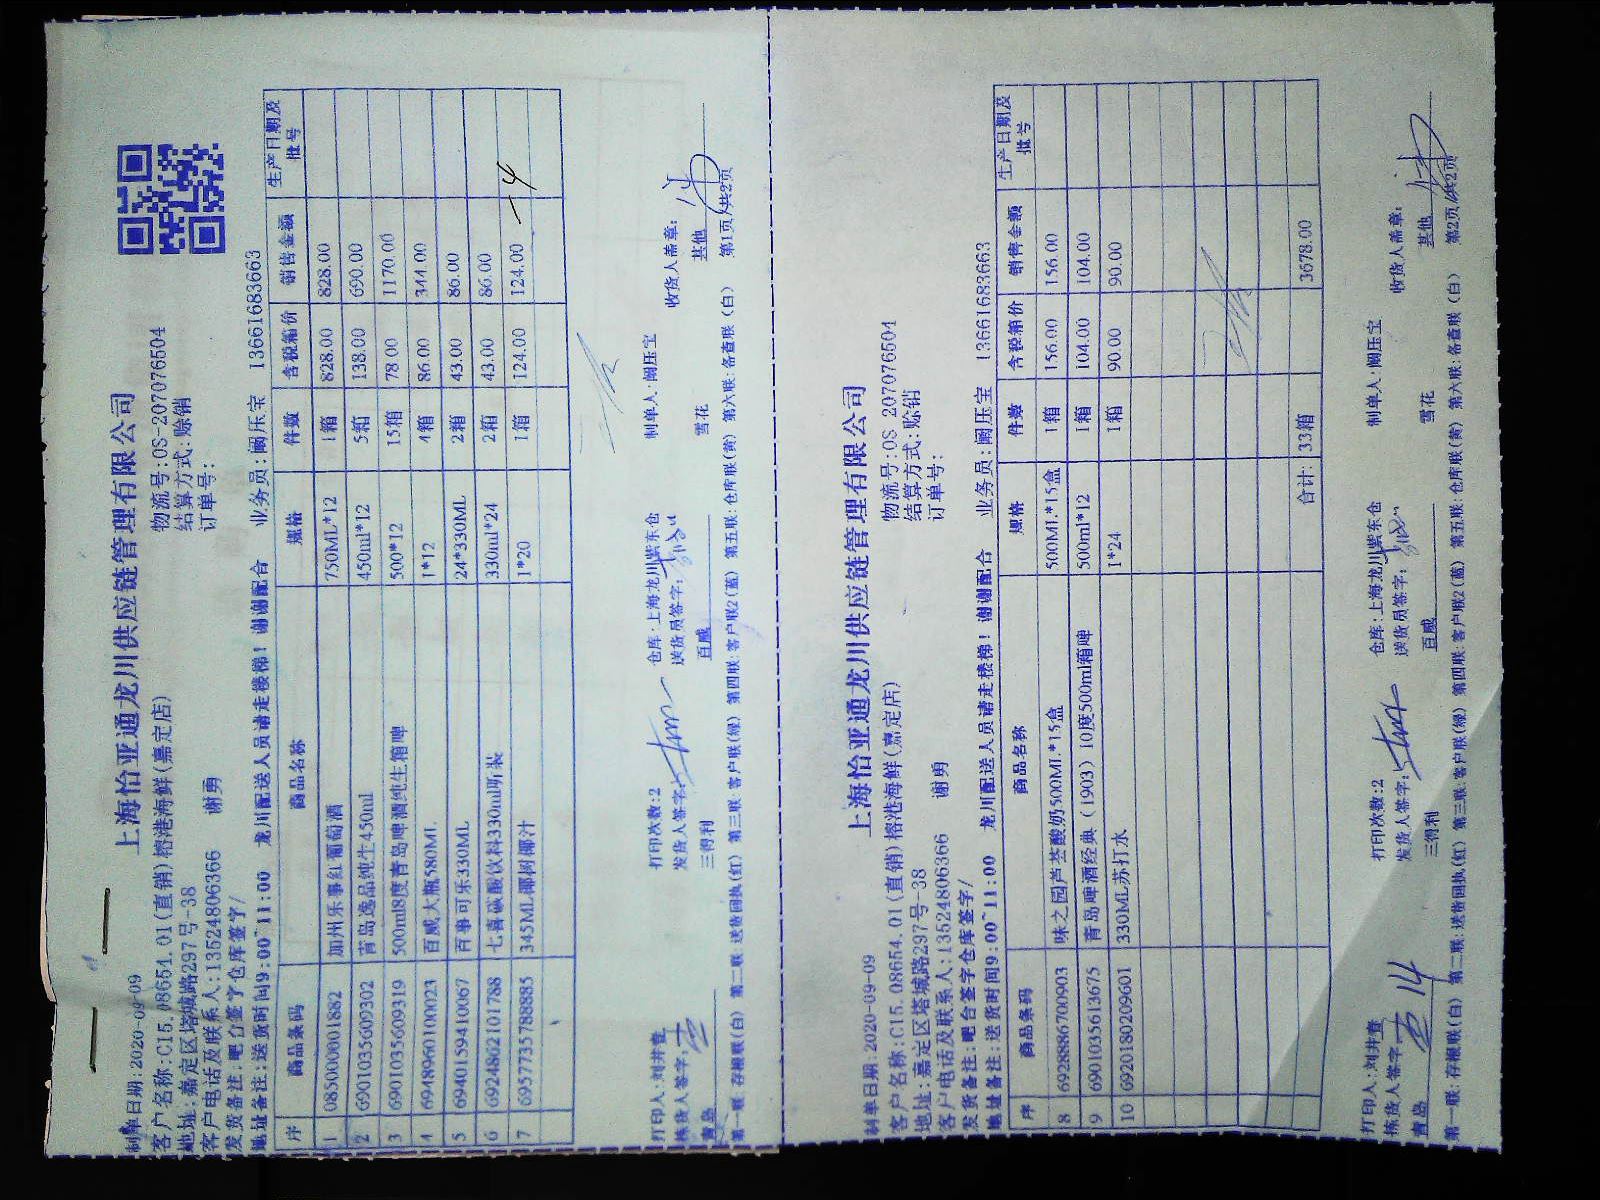 上海怡亚通龙川供应链管理有限公司
制单日期:2020-09-09 物流号:OS-207076504
客户名称:C15.08654.01(直销)榕港海鲜(嘉定店) 结算方式:赊销
地址:嘉定区塔城路297号-38 订单号:
客户电话及联系人:13524806366 谢勇
发货备注:吧台签字仓库签字/
地址备注:送货时间9:00~11:00 龙川配送人员请走楼梯!谢谢配合 业务员:阚压宝 13661683663
序 商品条码 商品名称 规格 件数 含税箱价 销售金额 生产日期及批号
1 085000001882 加州乐事红葡萄酒 750ML*12 1箱 828.00 828.00
2 6901035609302 青岛逸品纯生450ml 450ml*12 5箱 138.00 690.00
3 6901035609319 500ml8度青岛啤酒纯生箱啤 500*12 15箱 78.00 1170.00
4 6948960100023 百威大瓶580ML 1*12 4箱 86.00 344.00
5 6940159410067 百事可乐330ML 24*330ML 2箱 43.00 86.00
6 6924862101788 七喜碳酸饮料330ml听装 330ml*24 2箱 43.00 86.00
7 6957735788885 345ML椰树椰汁 1*20 1箱 124.00 124.00
打印人:刘井查 打印次数:2 仓库:上海龙川紫东仓 制单人:阚压宝
拣货人签字: 发货人签字: 送货员签字: 收货人盖章:
青岛 三得利 百威 雪花 其他
第一联:存根联(白) 第二联:送货回执(红) 第三联:客户联(绿) 第四联:客户联2(蓝) 第五联:仓库联(黄) 第六联:备查联(白) 第1页/共2页
上海怡亚通龙川供应链管理有限公司
制单日期:2020-09-09 物流号:OS 207076504
客户名称:C15.08654.01(直销)榕港海鲜(嘉定店) 结算方式:赊销
地址:嘉定区塔城路297号-38 订单号:
客户电话及联系人:13524806366 谢勇
发货备注:吧台签字仓库签字/
地址备注:送货时间9:00~11:00 龙川配送人员请走楼梯!谢谢配合 业务员:阚压宝 13661683663
序 商品条码 商品名称 规格 件数 含税箱价 销售金额 生产日期及批号
8 6928886700903 味之园芦荟酸奶500ML*15盒 500ML*15盒 1箱 156.00 156.00
9 6901035613675 青岛啤酒经典(1903)10度500ml箱啤 500ml*12 1箱 104.00 104.00
10 6920180209601 330ML苏打水 1*24 1箱 90.00 90.00
合计: 33箱 3678.00
打印人:刘井查 打印次数:2 仓库:上海龙川紫东仓 制单人:阚压宝
拣货人签字: 14 发货人签字: 送货员签字: 收货人盖章:
青岛 三得利 百威 雪花 其他
第一联:存根联(白) 第二联:送货回执(红) 第三联:客户联(绿) 第四联:客户联2(蓝) 第五联:仓库联(黄) 第六联:备查联(白) 第2页/共2页